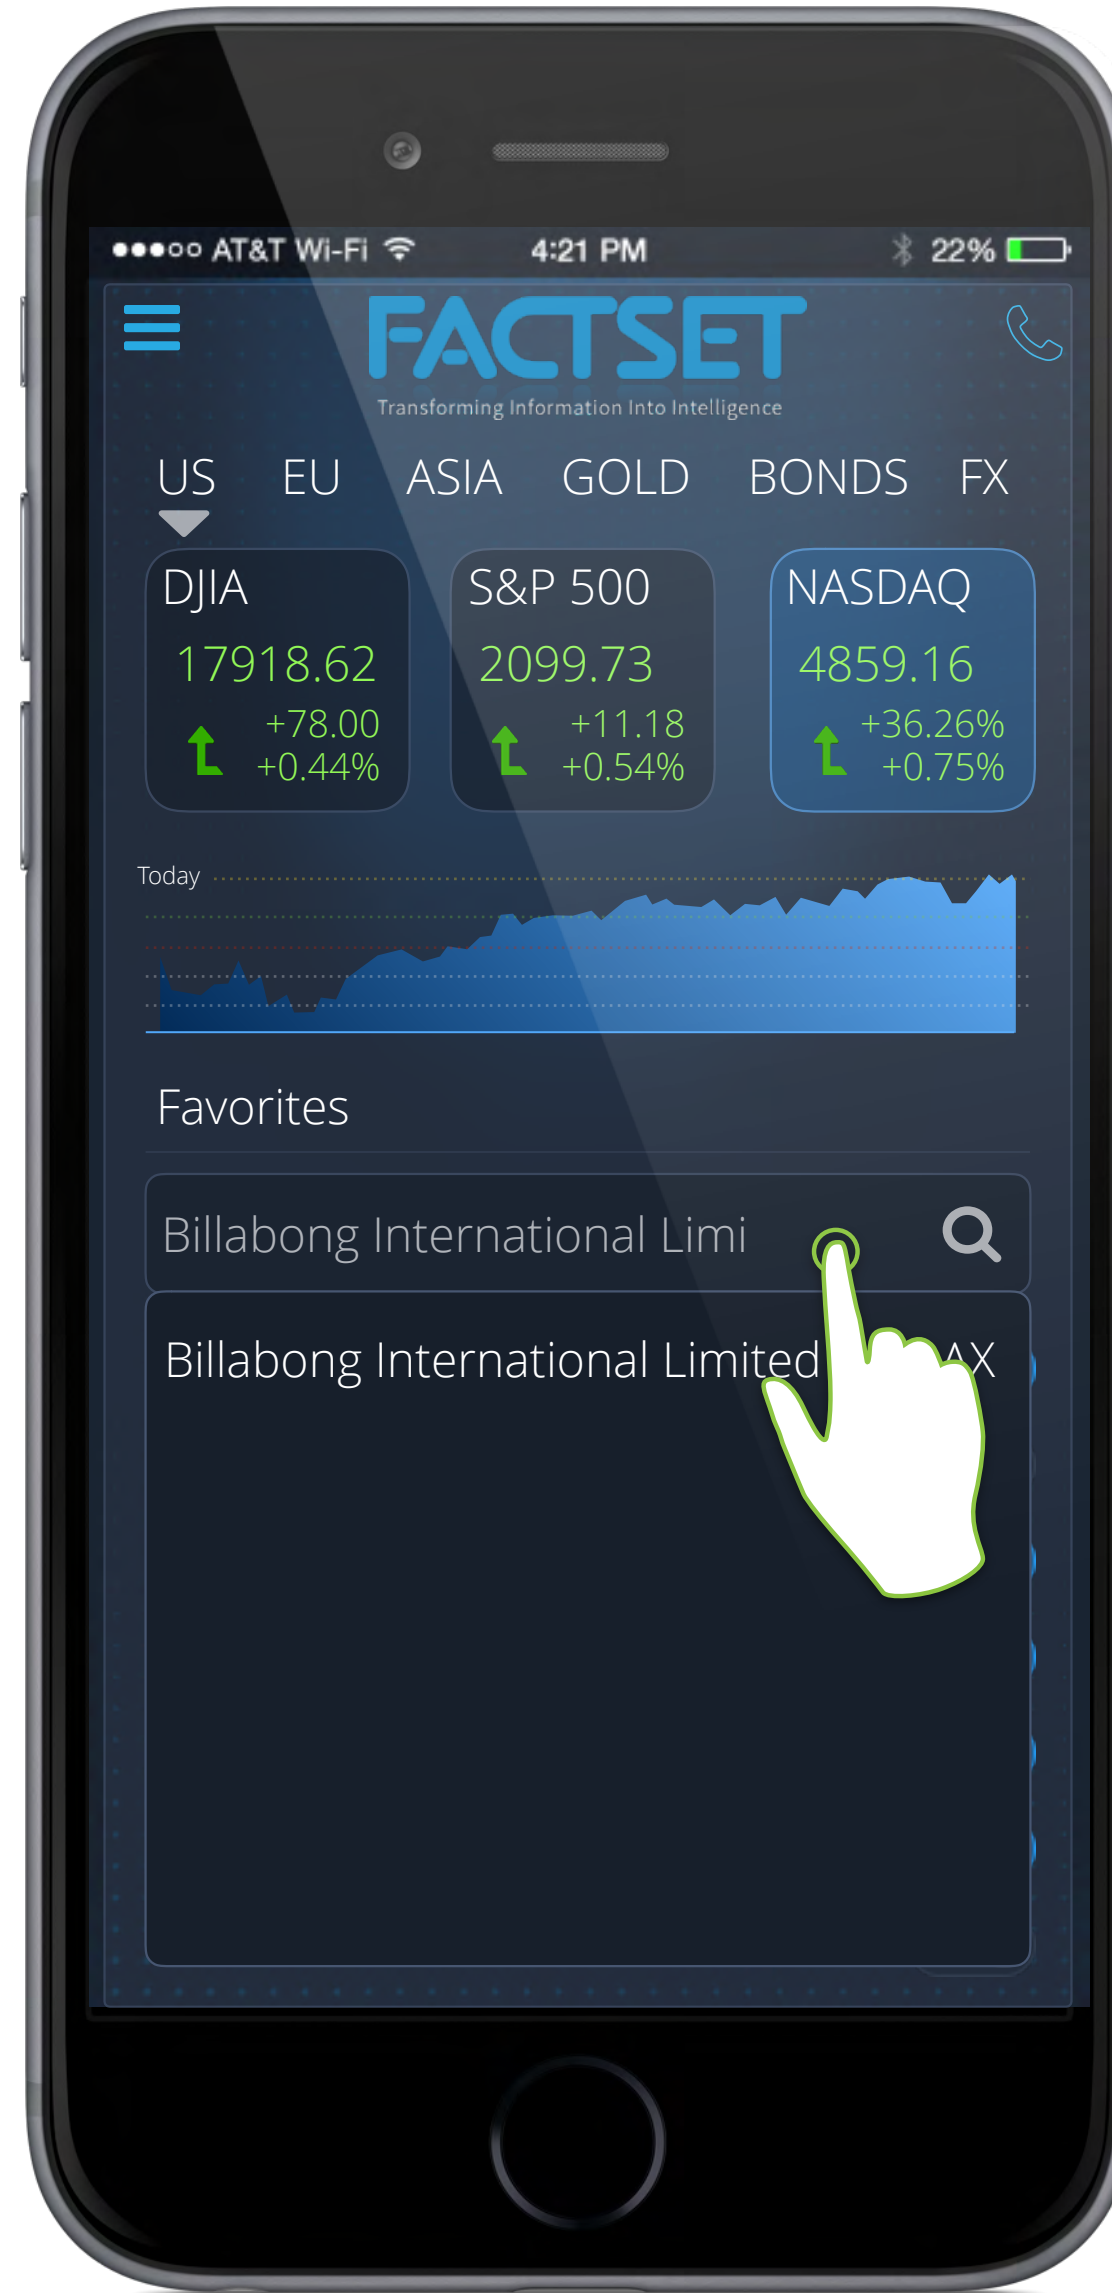 AT&T Wi-Fi 4:21 PM 22%
FACTSET
Transforming Information Into Intelligence
US EU ASIA GOLD BONDS FX
DJIA S&P 500 NASDAQ
17918.62 2099.73 4859.16
+78.00 +11.18 +36.26%
+0.44% +0.54% +0.75%
Today
Favorites
Billabong International Limi
Billabong International Limited